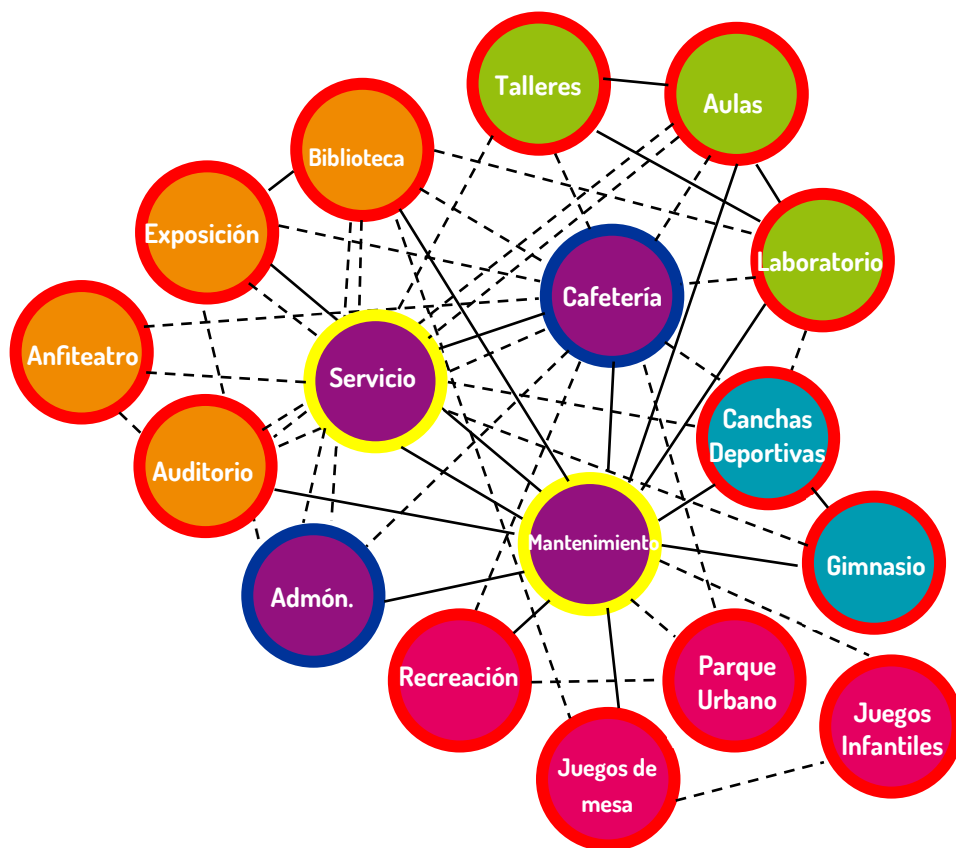 Talleres
Aulas
Biblioteca
Exposición
Laboratorio
Cafetería
Anfiteatro
Servicio
Canchas
Deportivas
Auditorio
Mantenimiento
Gimnasio
Admón.
Recreación
Parque
Urbano
Juegos
Infantiles
Juegos de
mesa